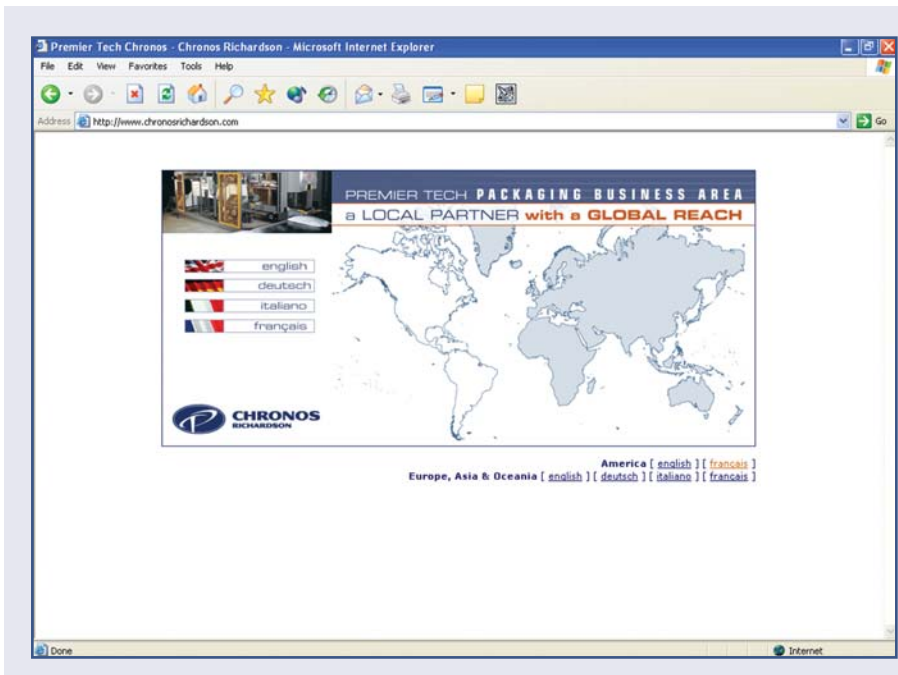 Premier Tech Chronos - Chronos Richardson - Microsoft Internet Explorer
File Edit View Favorites Tools Help
Address http://www.chronosrichardson.com Go
PREMIER TECH PACKAGING BUSINESS AREA
a LOCAL PARTNER with a GLOBAL REACH
english
deutsch
italiano
français
CHRONOS
RICHARDSON
America [ english ] [ français ]
Europe, Asia & Oceania [ english ] [ deutsch ] [ italiano ] [ français ]
Done Internet